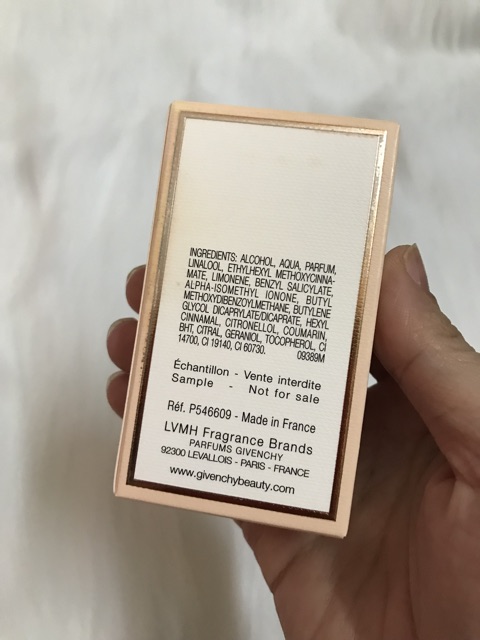 INGREDIENTS: ALCOHOL, AQUA, PARFUM,
LINALOOL, ETHYLHEXYL METHOXYCINNA-
MATE, LIMONENE, BENZYL SALICYLATE,
ALPHA-ISOMETHYL IONONE, BUTYL
METHOXYDIBENZOYLMETHANE, BUTYLENE
GLYCOL DICAPRYLATE/DICAPRATE, HEXYL
CINNAMAL, CITRONELLOL, COUMARIN,
BHT, CITRAL, GERANIOL, TOCOPHEROL, CI
14700, CI 19140, CI 60730. 09389M
Échantillon - Vente interdite
Sample - Not for sale
Réf. P546609 - Made in France
LVMH Fragrance Brands
PARFUMS GIVENCHY
92300 LEVALLOIS - PARIS - FRANCE
www.givenchybeauty.com